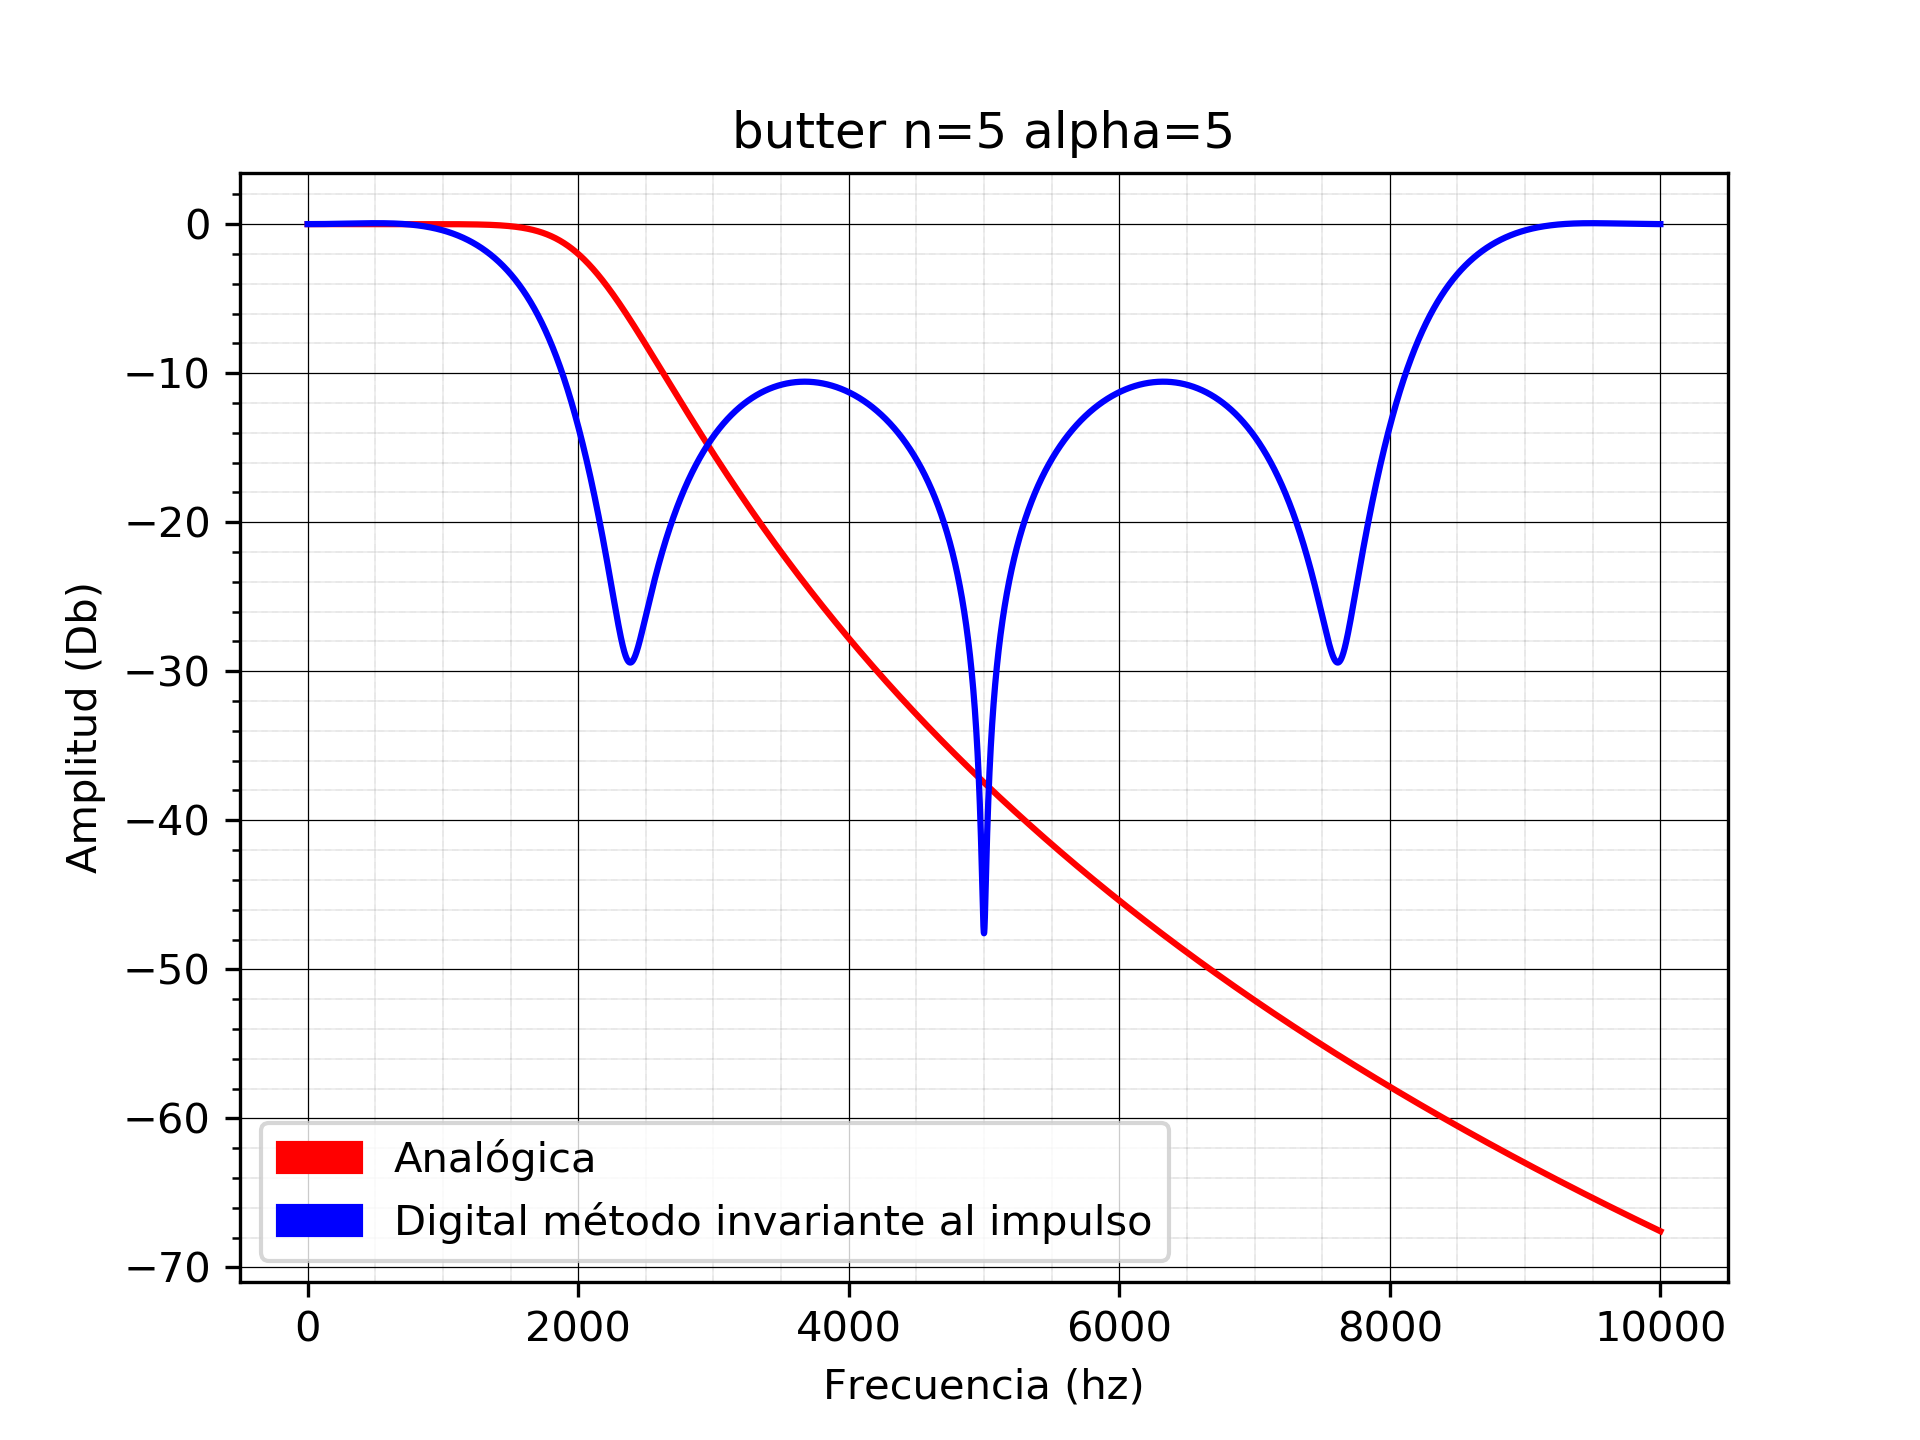 butter n=5 alpha=5
Amplitud (Db)
0
−10
−20
−30
−40
−50
−60
−70
Analógica
Digital método invariante al impulso
0 2000 4000 6000 8000 10000
Frecuencia (hz)